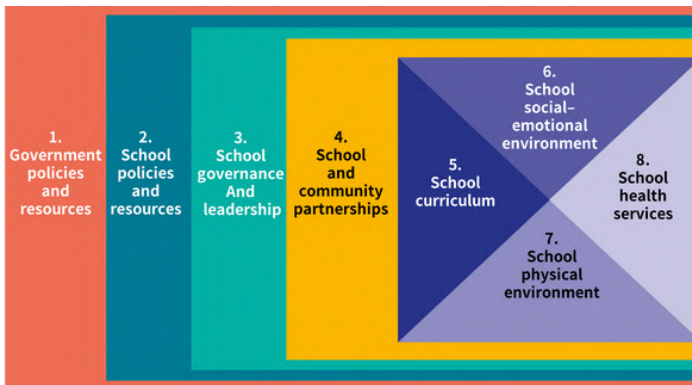 1.
Government
policies
and
resources
2.
School
policies
and
resources
3.
School
governance
And
leadership
4.
School
and
community
partnerships
5.
School
curriculum
6.
School
social–
emotional
environment
7.
School
physical
environment
8.
School
health
services